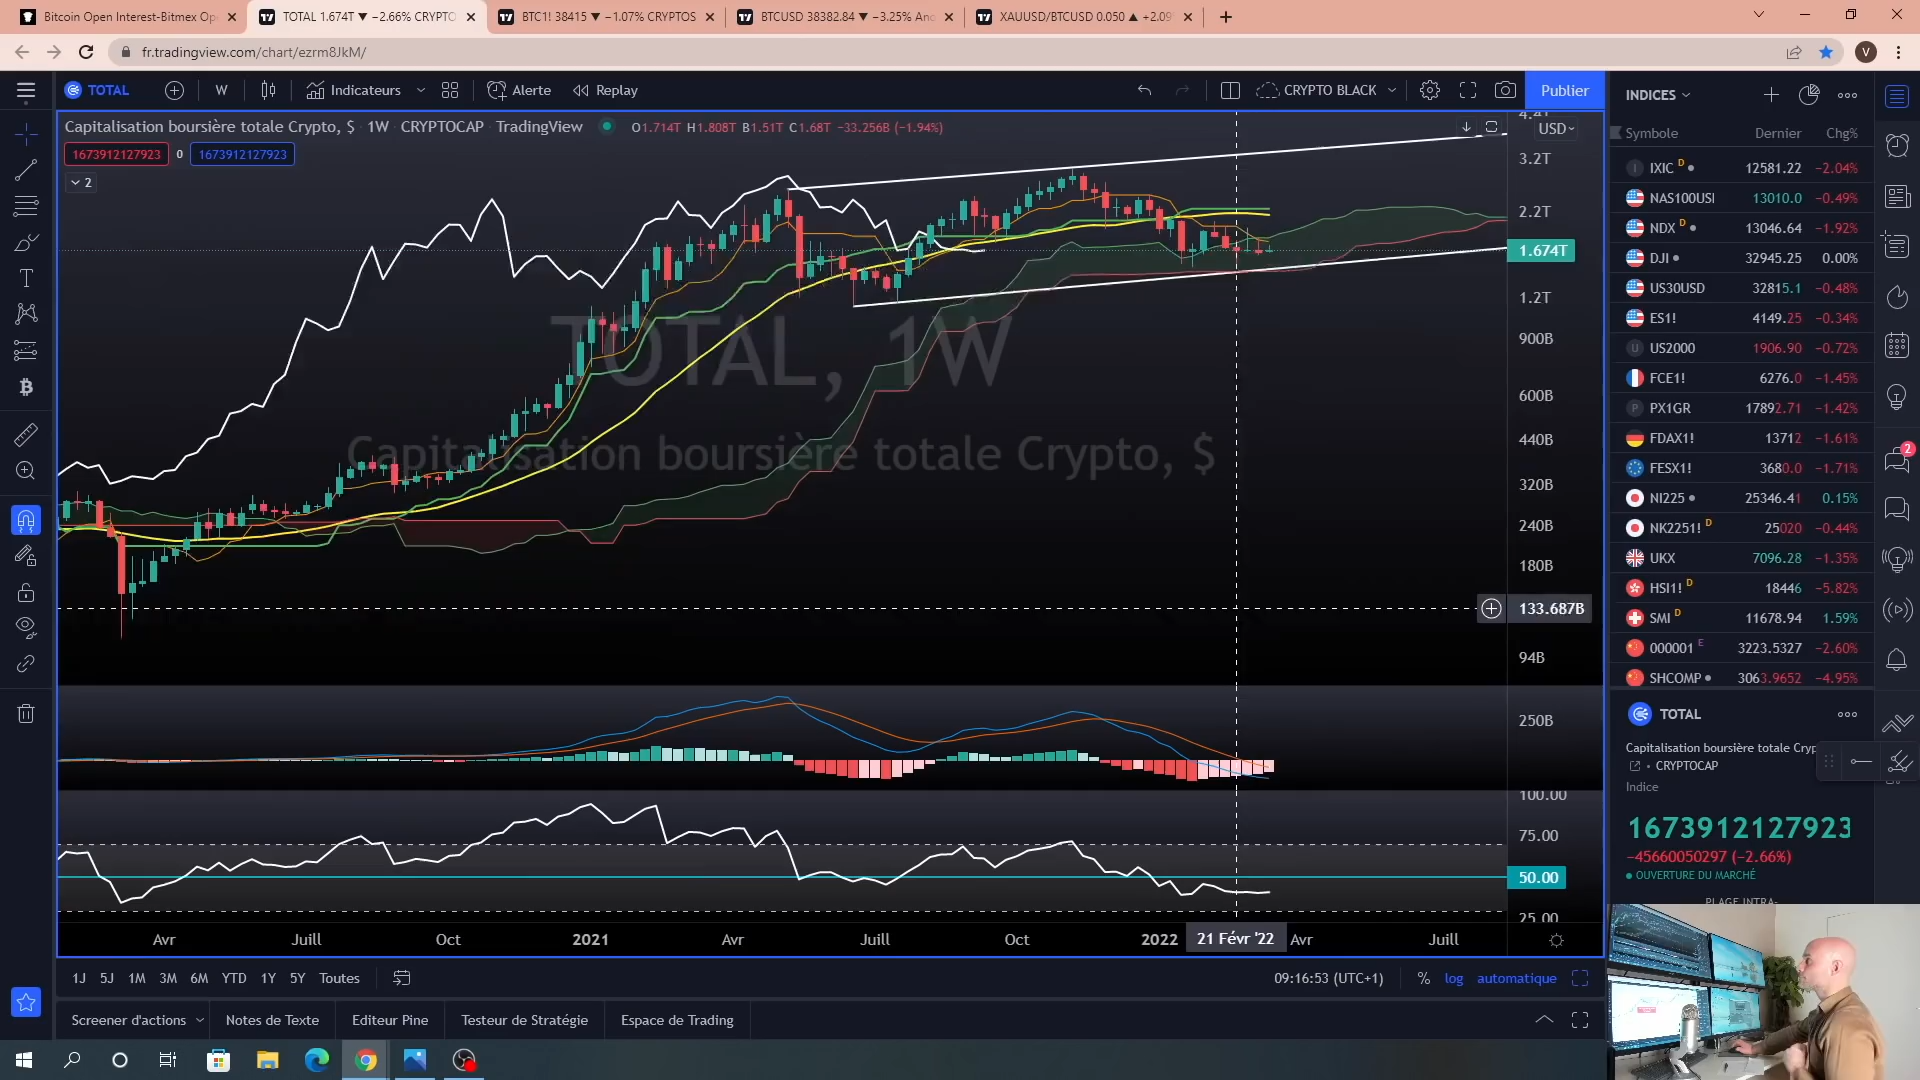 Bitcoin Open Interest-Bitmex Op
TOTAL 1.674T ▼ −2.66% CRYPTO
BTC1! 38415 ▼ −1.07% CRYPTOS
BTCUSD 38382.84 ▼ −3.25%
XAUUSD/BTCUSD 0.050 ▲ +2.09
fr.tradingview.com/chart/ezrm8JkM/
V
TOTAL
W
Indicateurs
Alerte
Replay
CRYPTO BLACK
Publier
INDICES
Capitalisation boursière totale Crypto, $ · 1W · CRYPTOCAP · TradingView
O1.714T H1.808T B1.51T C1.68T −33.256B (−1.94%)
1673912127923 0 1673912127923
2
USD
4.4T
3.2T
2.2T
1.674T
1.2T
900B
600B
440B
320B
240B
180B
133.687B
94B
TOTAL, 1W
Capitalisation boursière totale Crypto, $
250B
100.00
75.00
50.00
25.00
Avr Juill Oct 2021 Avr Juill Oct 2022 21 Févr '22 Avr Juill
1J 5J 1M 3M 6M YTD 1Y 5Y Toutes
09:16:53 (UTC+1) % log automatique
Screener d'actions Notes de Texte Editeur Pine Testeur de Stratégie Espace de Trading
Symbole Dernier Chg%
IXIC D 12581.22 −2.04%
NAS100USI 13010.0 −0.49%
NDX D 13046.64 −1.92%
DJI 32945.25 0.00%
US30USD 32815.1 −0.48%
ES1! 4149.25 −0.34%
U US2000 1906.90 −0.72%
FCE1! 6276.0 −1.45%
P PX1GR 17892.71 −1.42%
FDAX1! 13712 −1.61%
FESX1! 3680.0 −1.71%
NI225 25346.41 0.15%
NK2251! D 25020 −0.44%
UKX 7096.28 −1.35%
HSI1! D 18446 −5.82%
SMI D 11678.94 1.59%
000001 E 3223.5327 −2.60%
SHCOMP 3063.9652 −4.95%
2
TOTAL
Capitalisation boursière totale Cryp
CRYPTOCAP
Indice
1673912127923
−45660050297 (−2.66%)
OUVERTURE DU MARCHÉ
PLAGE INTRA-